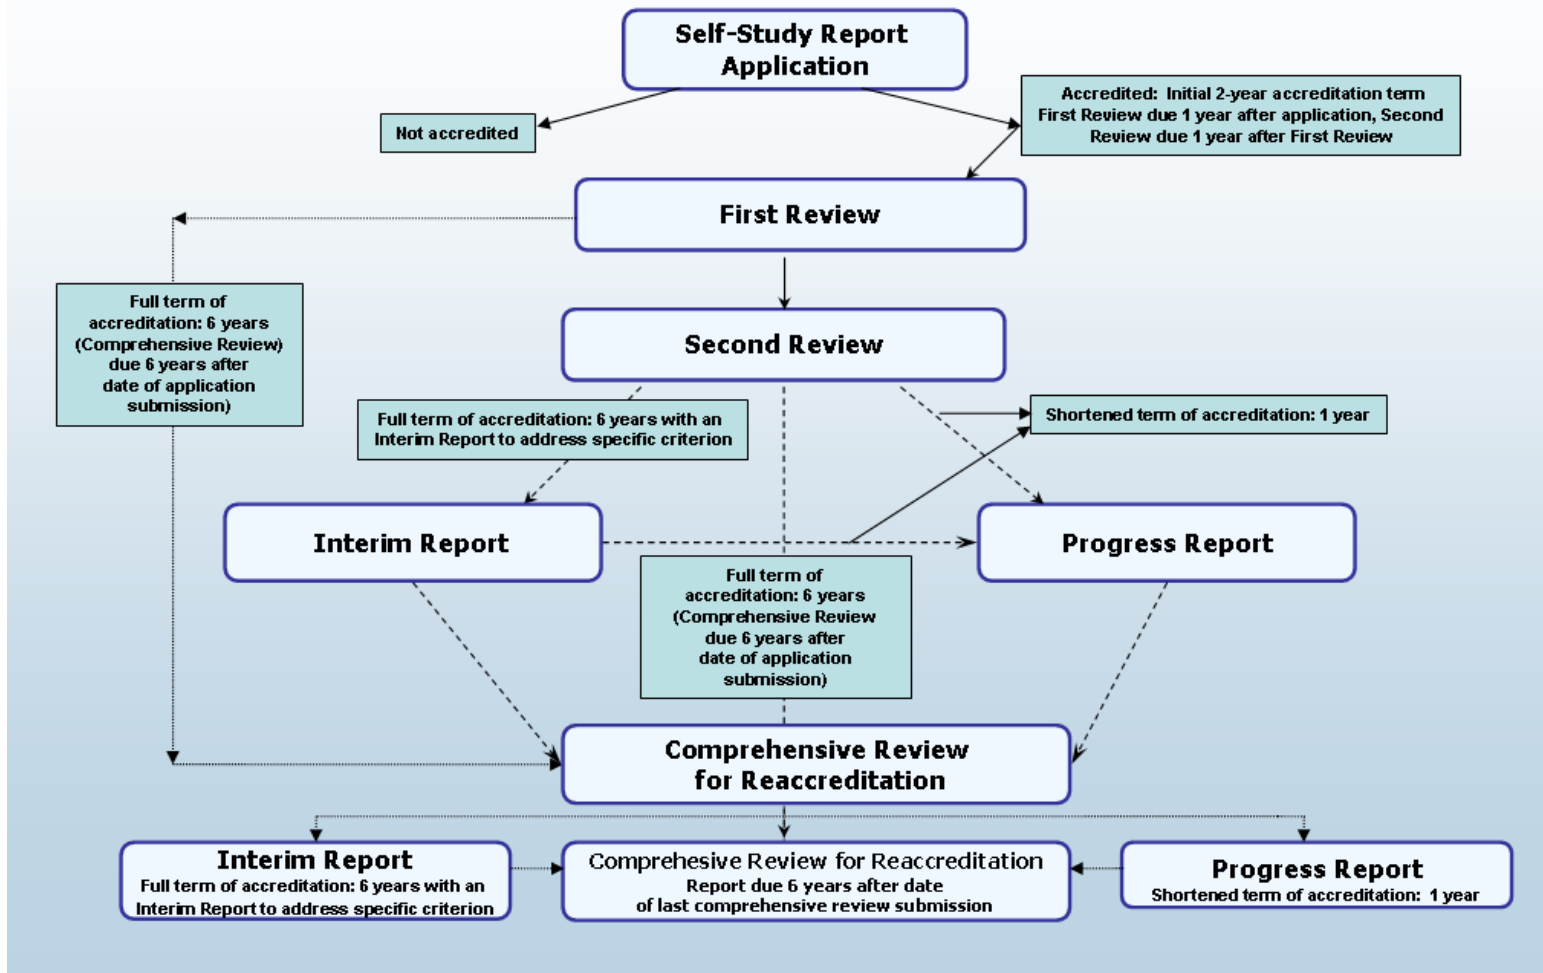 Self-Study Report
Application
Not accredited
Accredited:  Initial 2-year accreditation term
First Review due 1 year after application, Second
Review due 1 year after First Review
First Review
Full term of
accreditation: 6 years
(Comprehensive Review)
due 6 years after
date of application
submission)
Second Review
Full term of accreditation: 6 years with an
Interim Report to address specific criterion
Shortened term of accreditation: 1 year
Interim Report
Progress Report
Full term of
accreditation: 6 years
(Comprehensive Review
due 6 years after
date of application
submission)
Comprehensive Review
for Reaccreditation
Interim Report
Full term of accreditation: 6 years with an
Interim Report to address specific criterion
Comprehesive Review for Reaccreditation
Report due 6 years after date
of last comprehensive review submission
Progress Report
Shortened term of accreditation:  1 year